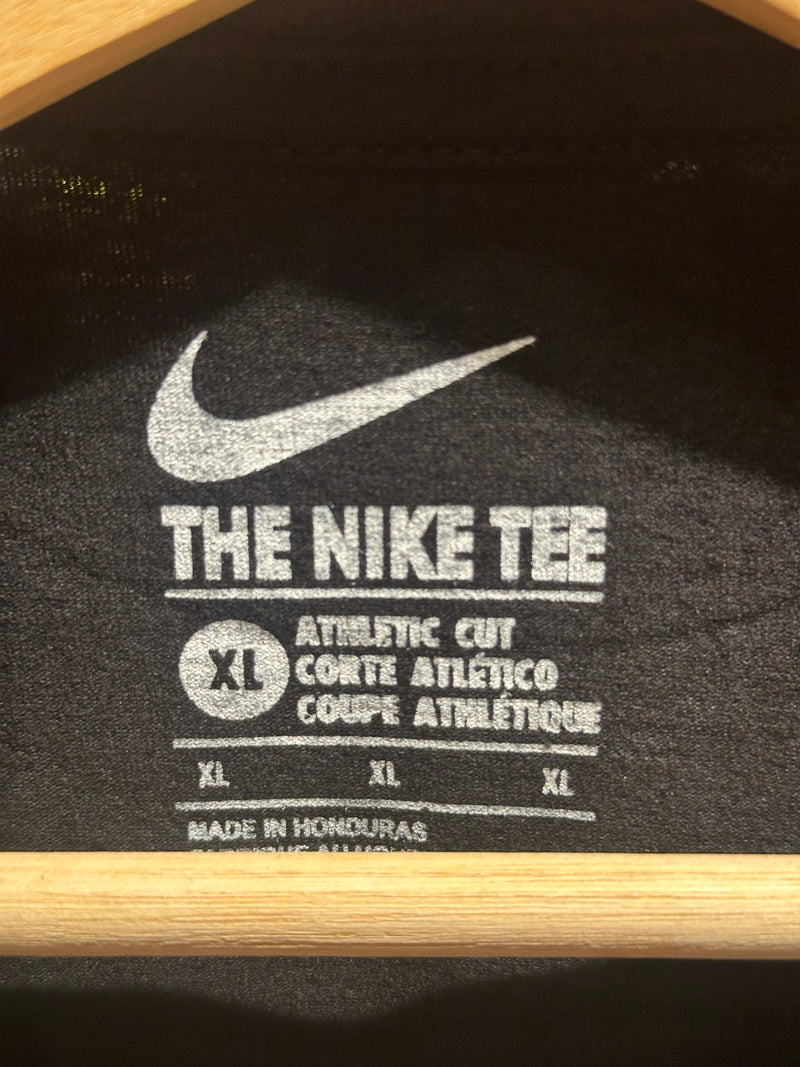 THE NIKE TEE
XL
ATHLETIC CUT
CORTE ATLÉTICO
COUPE ATHLÉTIQUE
XL XL XL
MADE IN HONDURAS